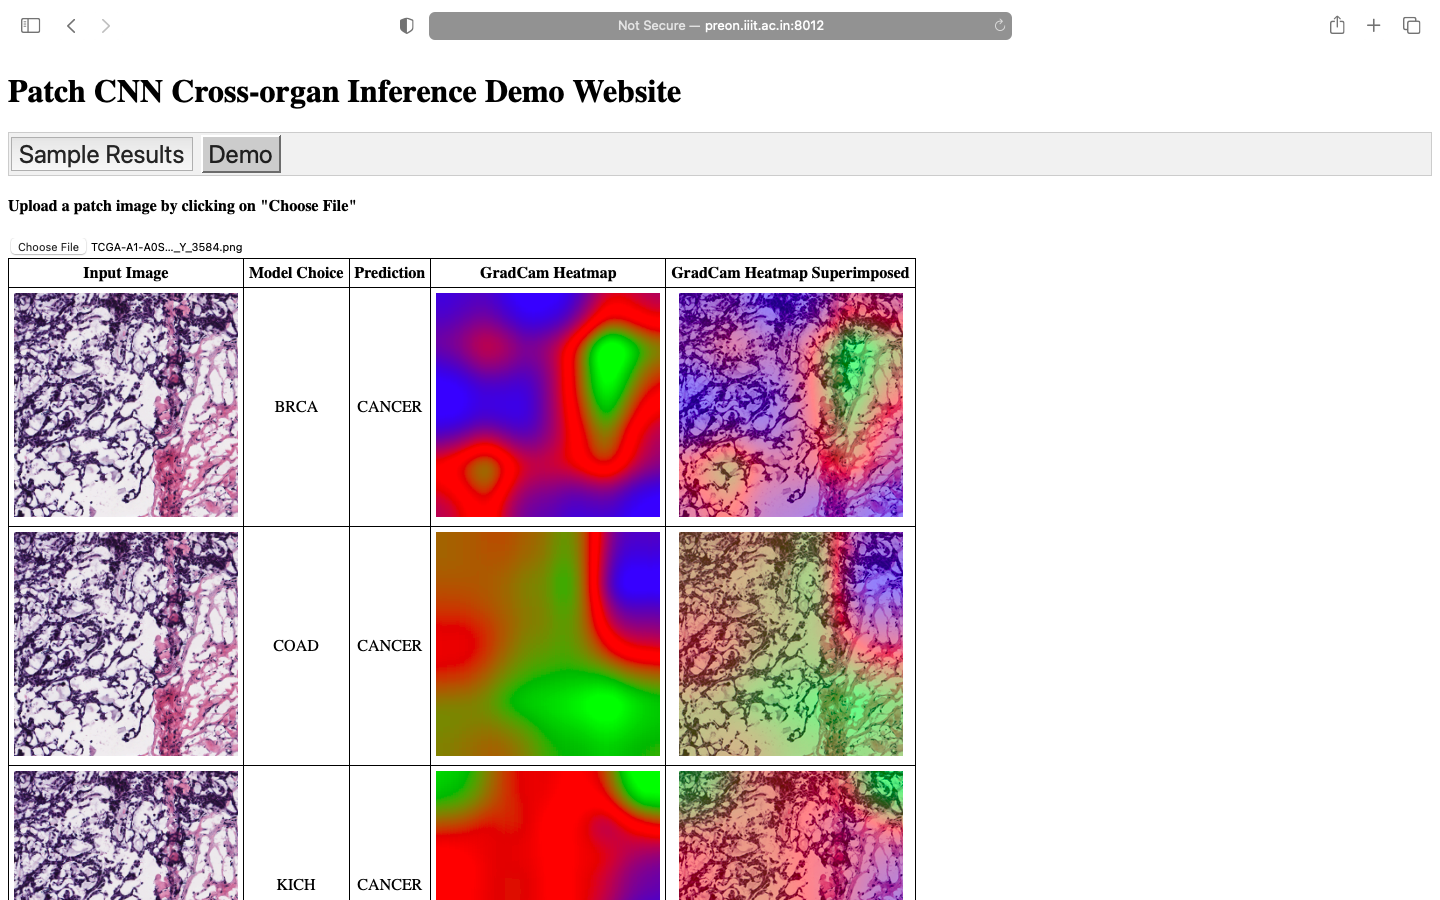 Not Secure — preon.iiit.ac.in:8012
Patch CNN Cross-organ Inference Demo Website
Sample Results Demo
Upload a patch image by clicking on "Choose File"
Choose File TCGA-A1-A0S..._Y_3584.png
Input Image Model Choice Prediction GradCam Heatmap GradCam Heatmap Superimposed
BRCA CANCER
COAD CANCER
KICH CANCER